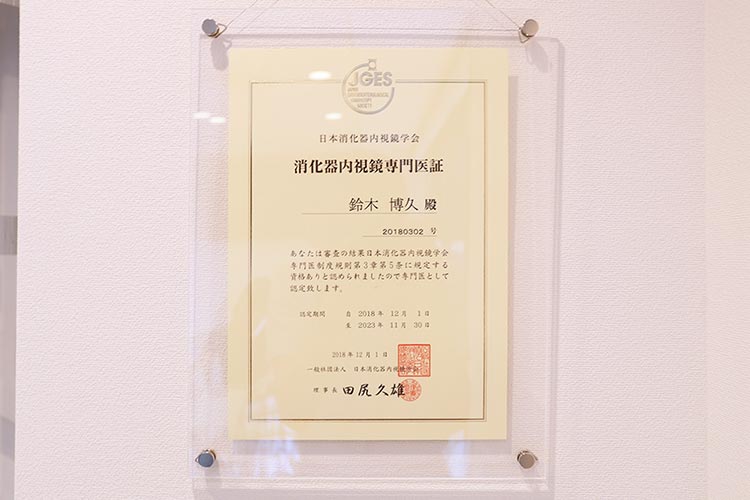 JGES
JAPAN
GASTROENTEROLOGICAL
ENDOSCOPY
SOCIETY
日本消化器内視鏡学会
消化器内視鏡専門医証
鈴木 博久 殿
20180302 号
あなたは審査の結果日本消化器内視鏡学会
専門医制度規則第3章第5条に規定する
資格ありと認められましたので専門医として
認定致します。
認定期間 自 2018年 12月 1日
至 2023年 11月 30日
2018年12月1日
一般社団法人 日本消化器内視鏡学会
理事長 田尻久雄